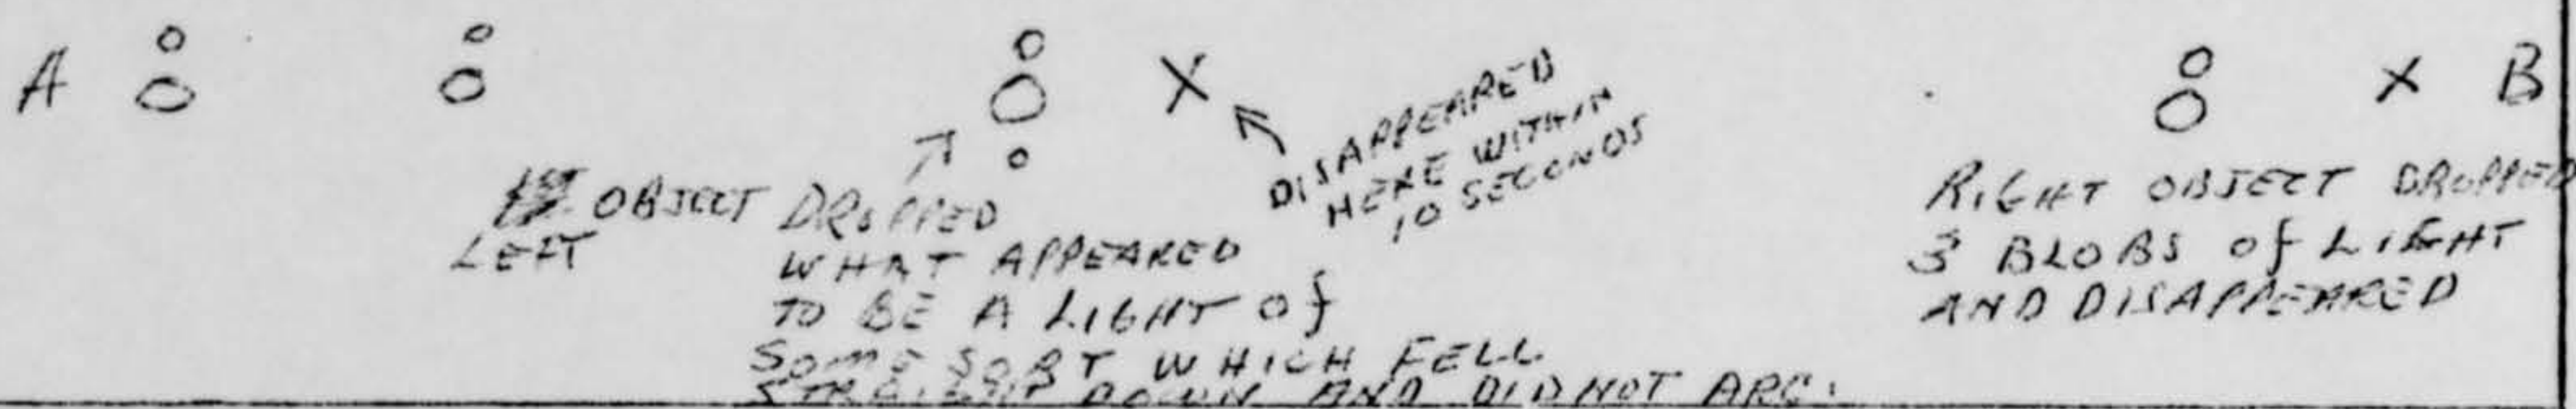 A
X
X B
DISAPPEARED
HERE WITHIN
10 SECONDS
OBJECT DROPPED
LEFT
WHAT APPEARED
TO BE A LIGHT of
SOME SORT WHICH FELL
STRAIGHT DOWN AND DID NOT ARC.
RIGHT OBJECT DROPPED
3 BLOBS of LIGHT
AND DISAPPEARED